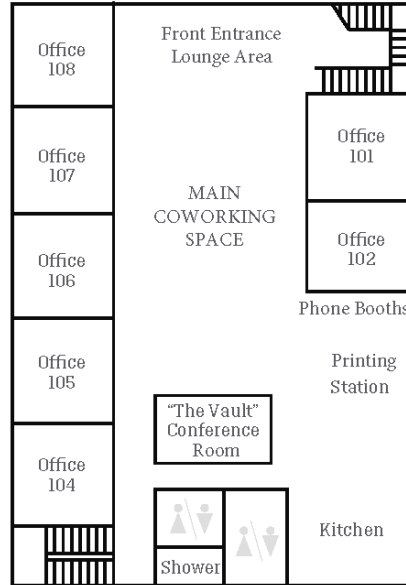 Front Entrance
Lounge Area
Office
108
Office
101
Office
107
MAIN
COWORKING
SPACE
Office
102
Office
106
Phone Booths
Office
105
Printing
Station
"The Vault"
Conference
Room
Office
104
Kitchen
Shower